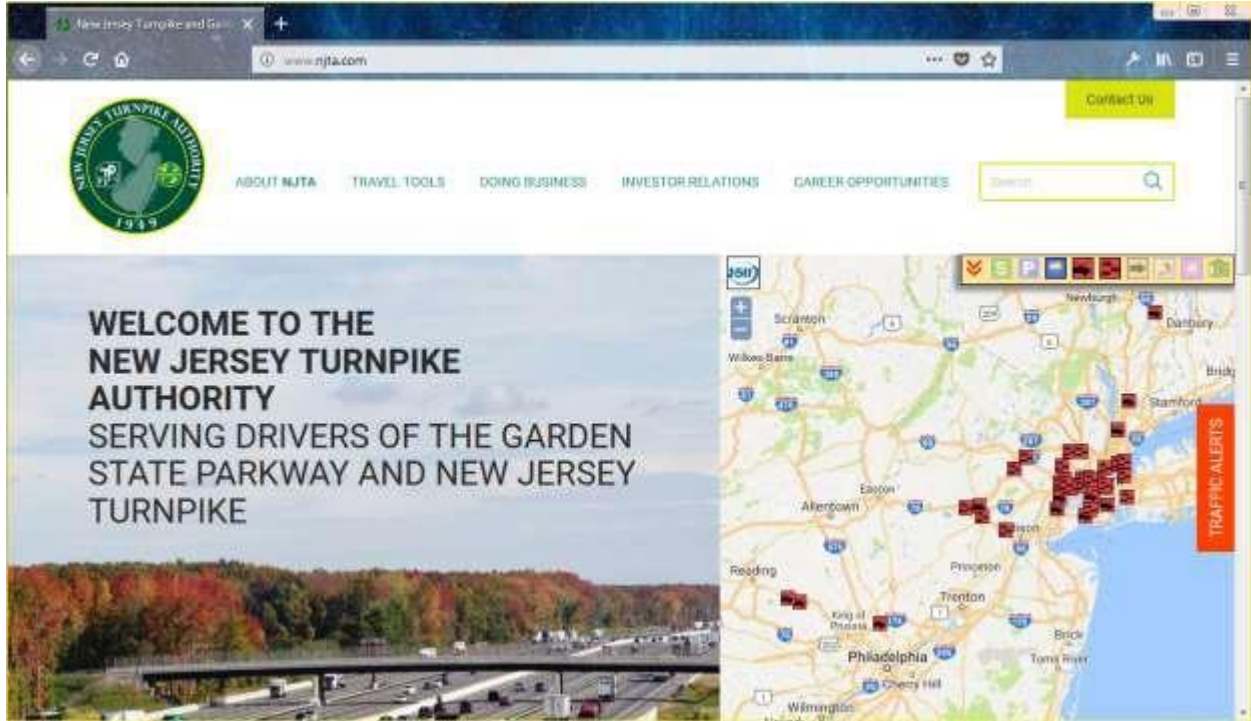 New Jersey Turnpike and Ga
www.njta.com
Contact Us
NEW JERSEY TURNPIKE AUTHORITY
1949
ABOUT NJTA
TRAVEL TOOLS
DOING BUSINESS
INVESTOR RELATIONS
CAREER OPPORTUNITIES
Search
WELCOME TO THE
NEW JERSEY TURNPIKE
AUTHORITY
SERVING DRIVERS OF THE GARDEN
STATE PARKWAY AND NEW JERSEY
TURNPIKE
511
S P
Newburgh
Scranton
Danbury
Wilkes-Barre
Bridg
Stamford
TRAFFIC ALERTS
Easton
Allentown
Edison
Reading
Princeton
Trenton
King of
Prussia
Brick
Philadelphia
Toms River
Cherry Hill
Wilmington